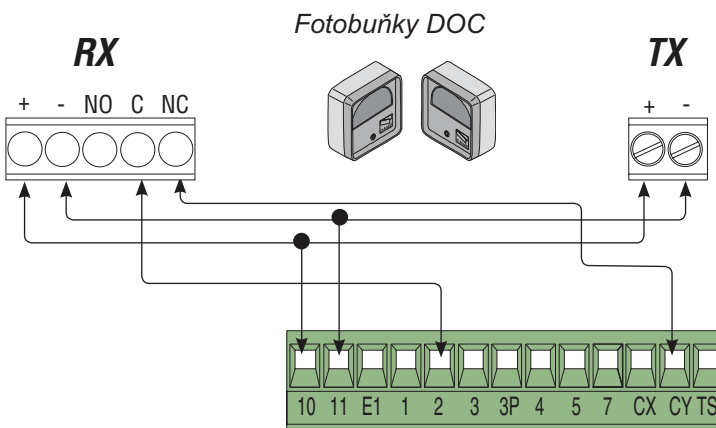 Fotobuňky DOC
RX
TX
+ - NO C NC
+ -
10 11 E1 1 2 3 3P 4 5 7 CX CY TS